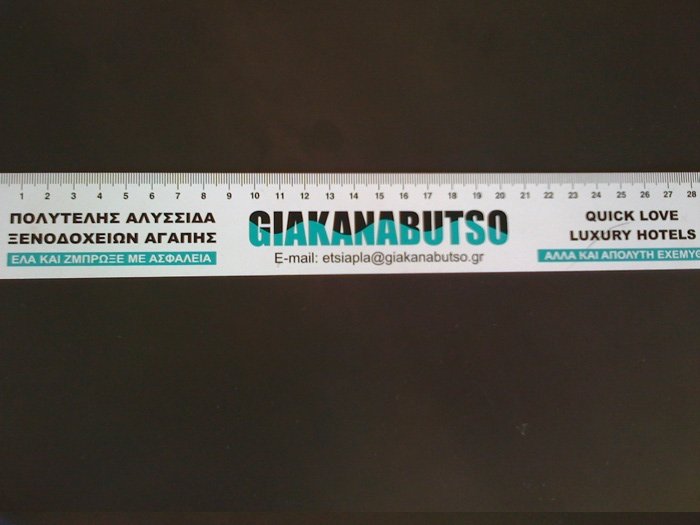 1 2 3 4 5 6 7 8 9 10 11 12 13 14 15 16 17 18 19 20 21 22 23 24 25 26 27 28
ΠΟΛΥΤΕΛΗΣ ΑΛΥΣΣΙΔΑ
ΞΕΝΟΔΟΧΕΙΩΝ ΑΓΑΠΗΣ
ΕΛΑ ΚΑΙ ΖΜΠΡΩΞΕ ΜΕ ΑΣΦΑΛΕΙΑ
GIAKANABUTSO
E-mail: etsiapla@giakanabutso.gr
QUICK LOVE
LUXURY HOTELS
ΑΛΛΑ ΚΑΙ ΑΠΟΛΥΤΗ ΕΧΕΜΥΘ